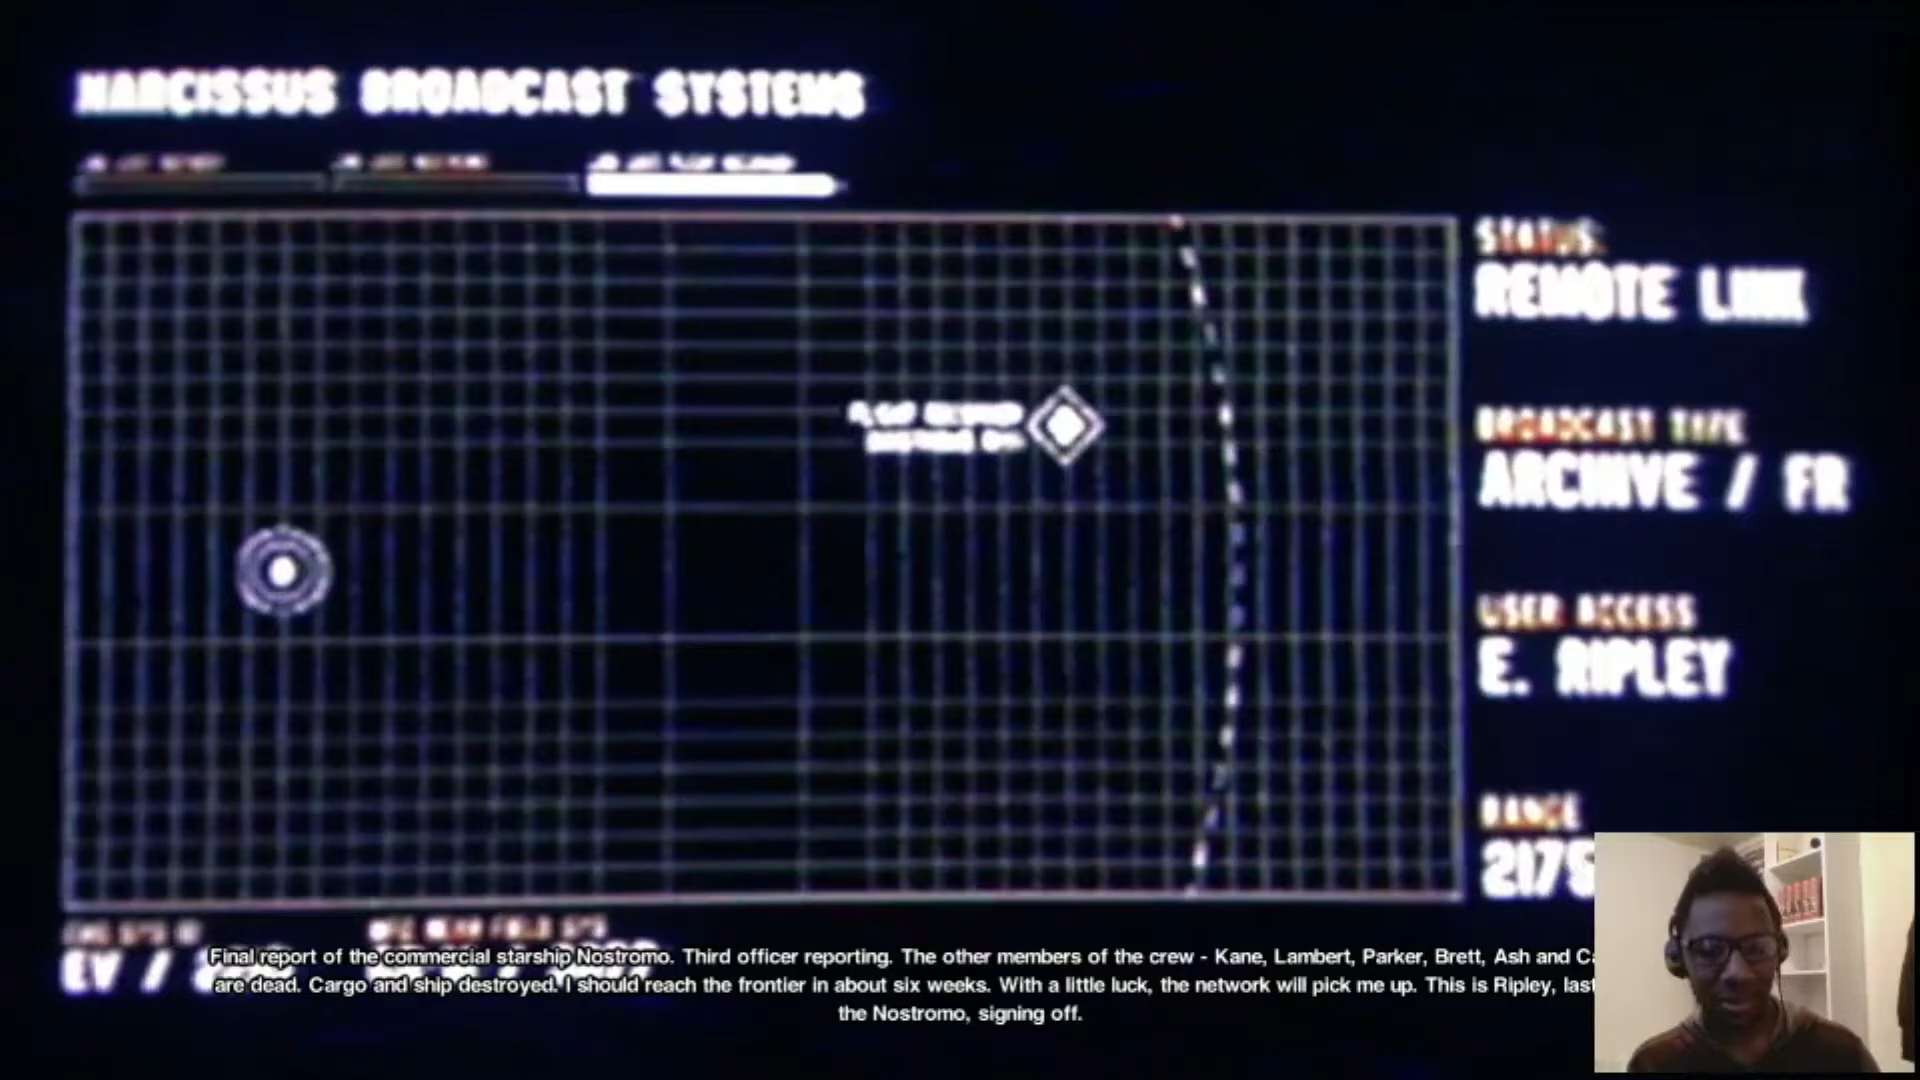 NARCISSUS BROADCAST SYSTEMS
STATUS:
REMOTE LINK
BROADCAST TYPE
ARCHIVE / FR
USER ACCESS
E. RIPLEY
RANGE
2175
EV /
Final report of the commercial starship Nostromo. Third officer reporting. The other members of the crew - Kane, Lambert, Parker, Brett, Ash and
are dead. Cargo and ship destroyed. I should reach the frontier in about six weeks. With a little luck, the network will pick me up. This is Ripley, last
the Nostromo, signing off.